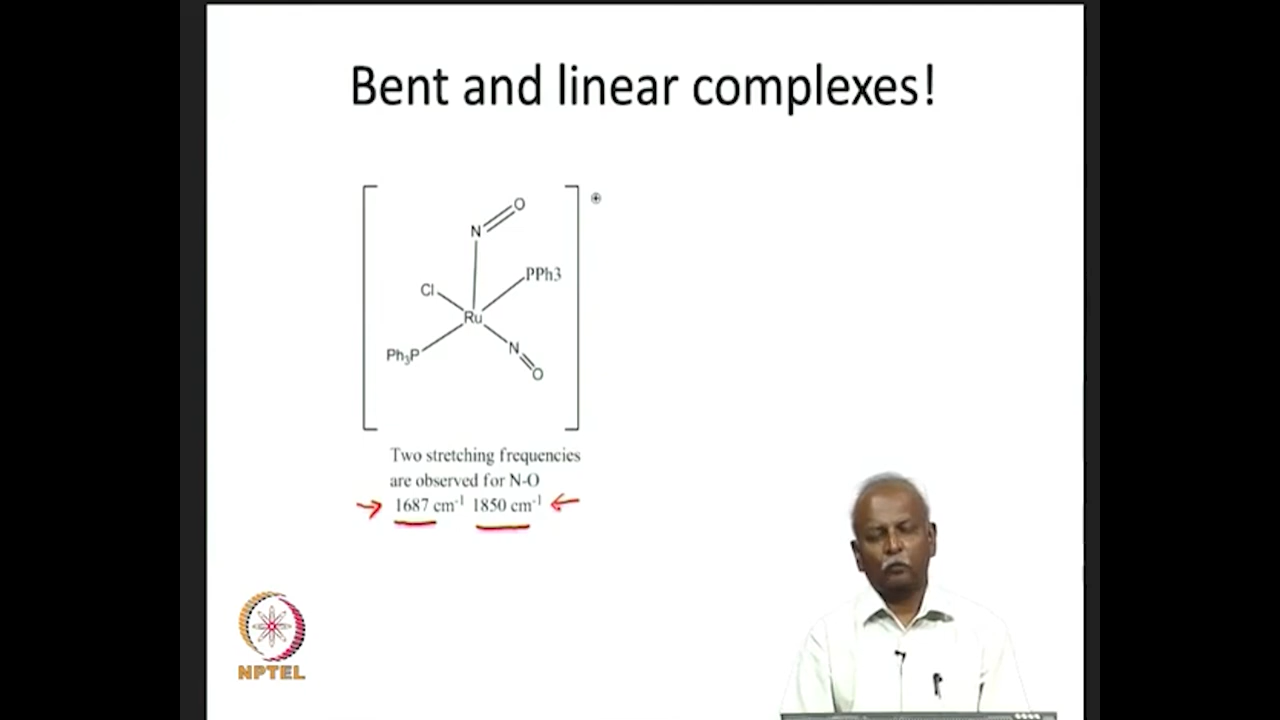 Bent and linear complexes!
O
N
⊕
Cl
PPh3
Ru
Ph₃P
N
O
Two stretching frequencies
are observed for N-O
1687 cm⁻¹ 1850 cm⁻¹
NPTEL